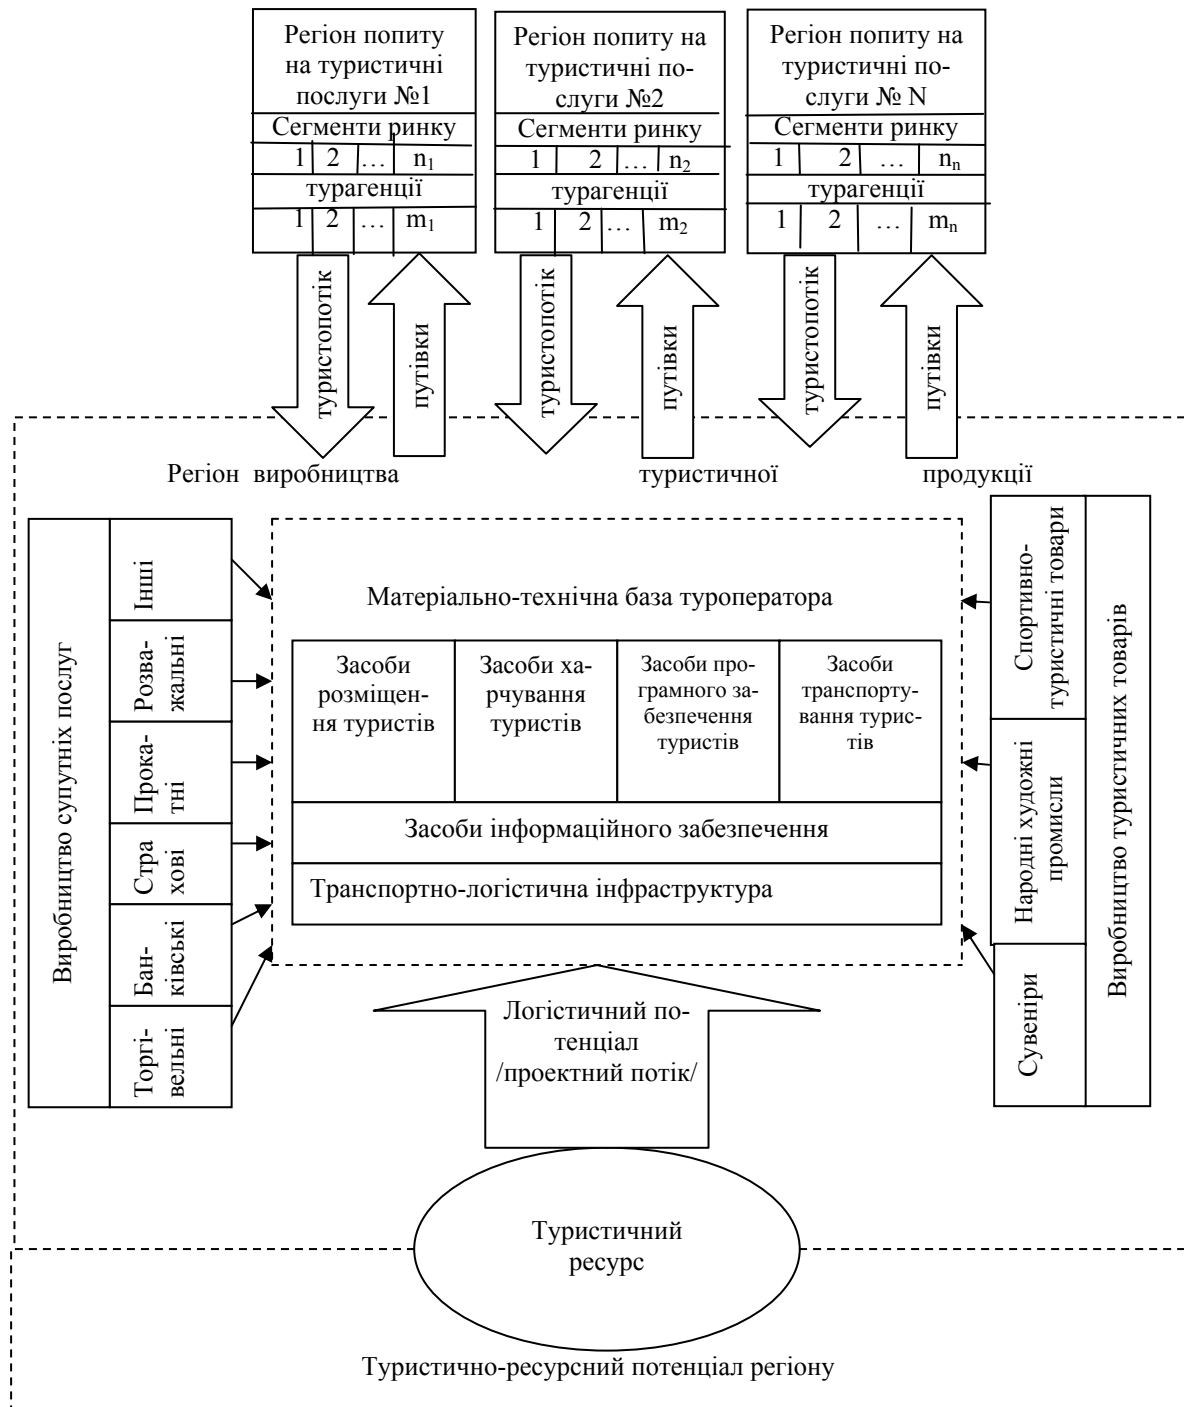 Регіон попиту
на туристичні
послуги №1
Сегменти ринку
1 2 … n1
турагенції
1 2 … m1
Регіон попиту на
туристичні по-
слуги №2
Сегменти ринку
1 2 … n2
турагенції
1 2 … m2
Регіон попиту на
туристичні по-
слуги № N
Сегменти ринку
1 2 … nn
турагенції
1 2 … mn
туристопотік
путівки
туристопотік
путівки
туристопотік
путівки
Регіон виробництва туристичної продукції
Виробництво супутніх послуг
Інші
Розва-
жальні
Прока-
тні
Стра
хові
Бан-
ківські
Торгі-
вельні
Матеріально-технічна база туроператора
Засоби
розміщен-
ня туристів
Засоби ха-
рчування
туристів
Засоби про-
грамного за-
безпечення
туристів
Засоби
транспорту-
вання турис-
тів
Засоби інформаційного забезпечення
Транспортно-логістична інфраструктура
Спортивно-
туристичні товари
Народні художні
промисли
Сувеніри
Виробництво туристичних товарів
Логістичний по-
тенціал
/проектний потік/
Туристичний
ресурс
Туристично-ресурсний потенціал регіону